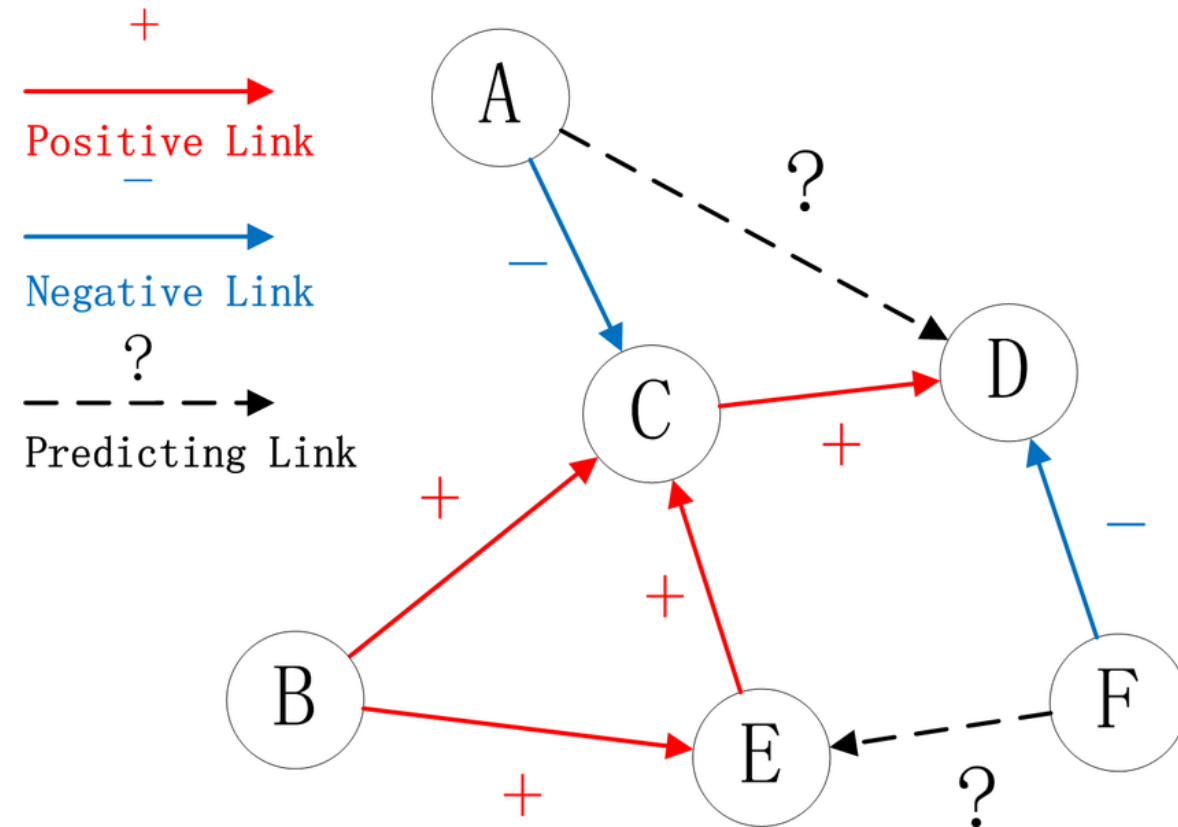 +
Positive Link
−
Negative Link
?
Predicting Link
A
?
−
C
D
+
+
−
+
B
E
F
+
?